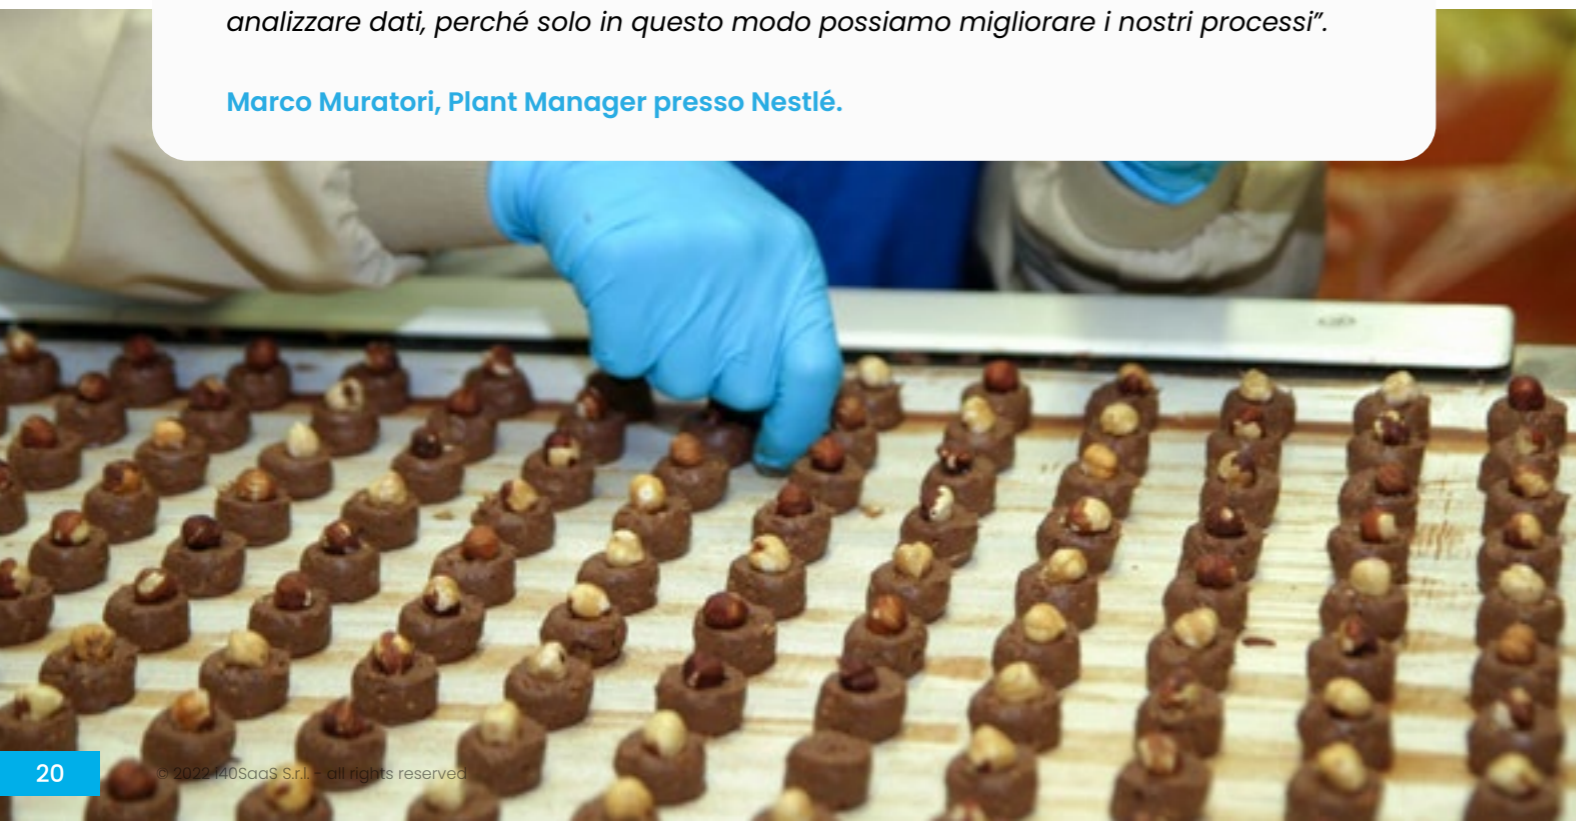 analizzare dati, perché solo in questo modo possiamo migliorare i nostri processi”.
Marco Muratori, Plant Manager presso Nestlé.
20
© 2022 i40SaaS S.r.l. - all rights reserved